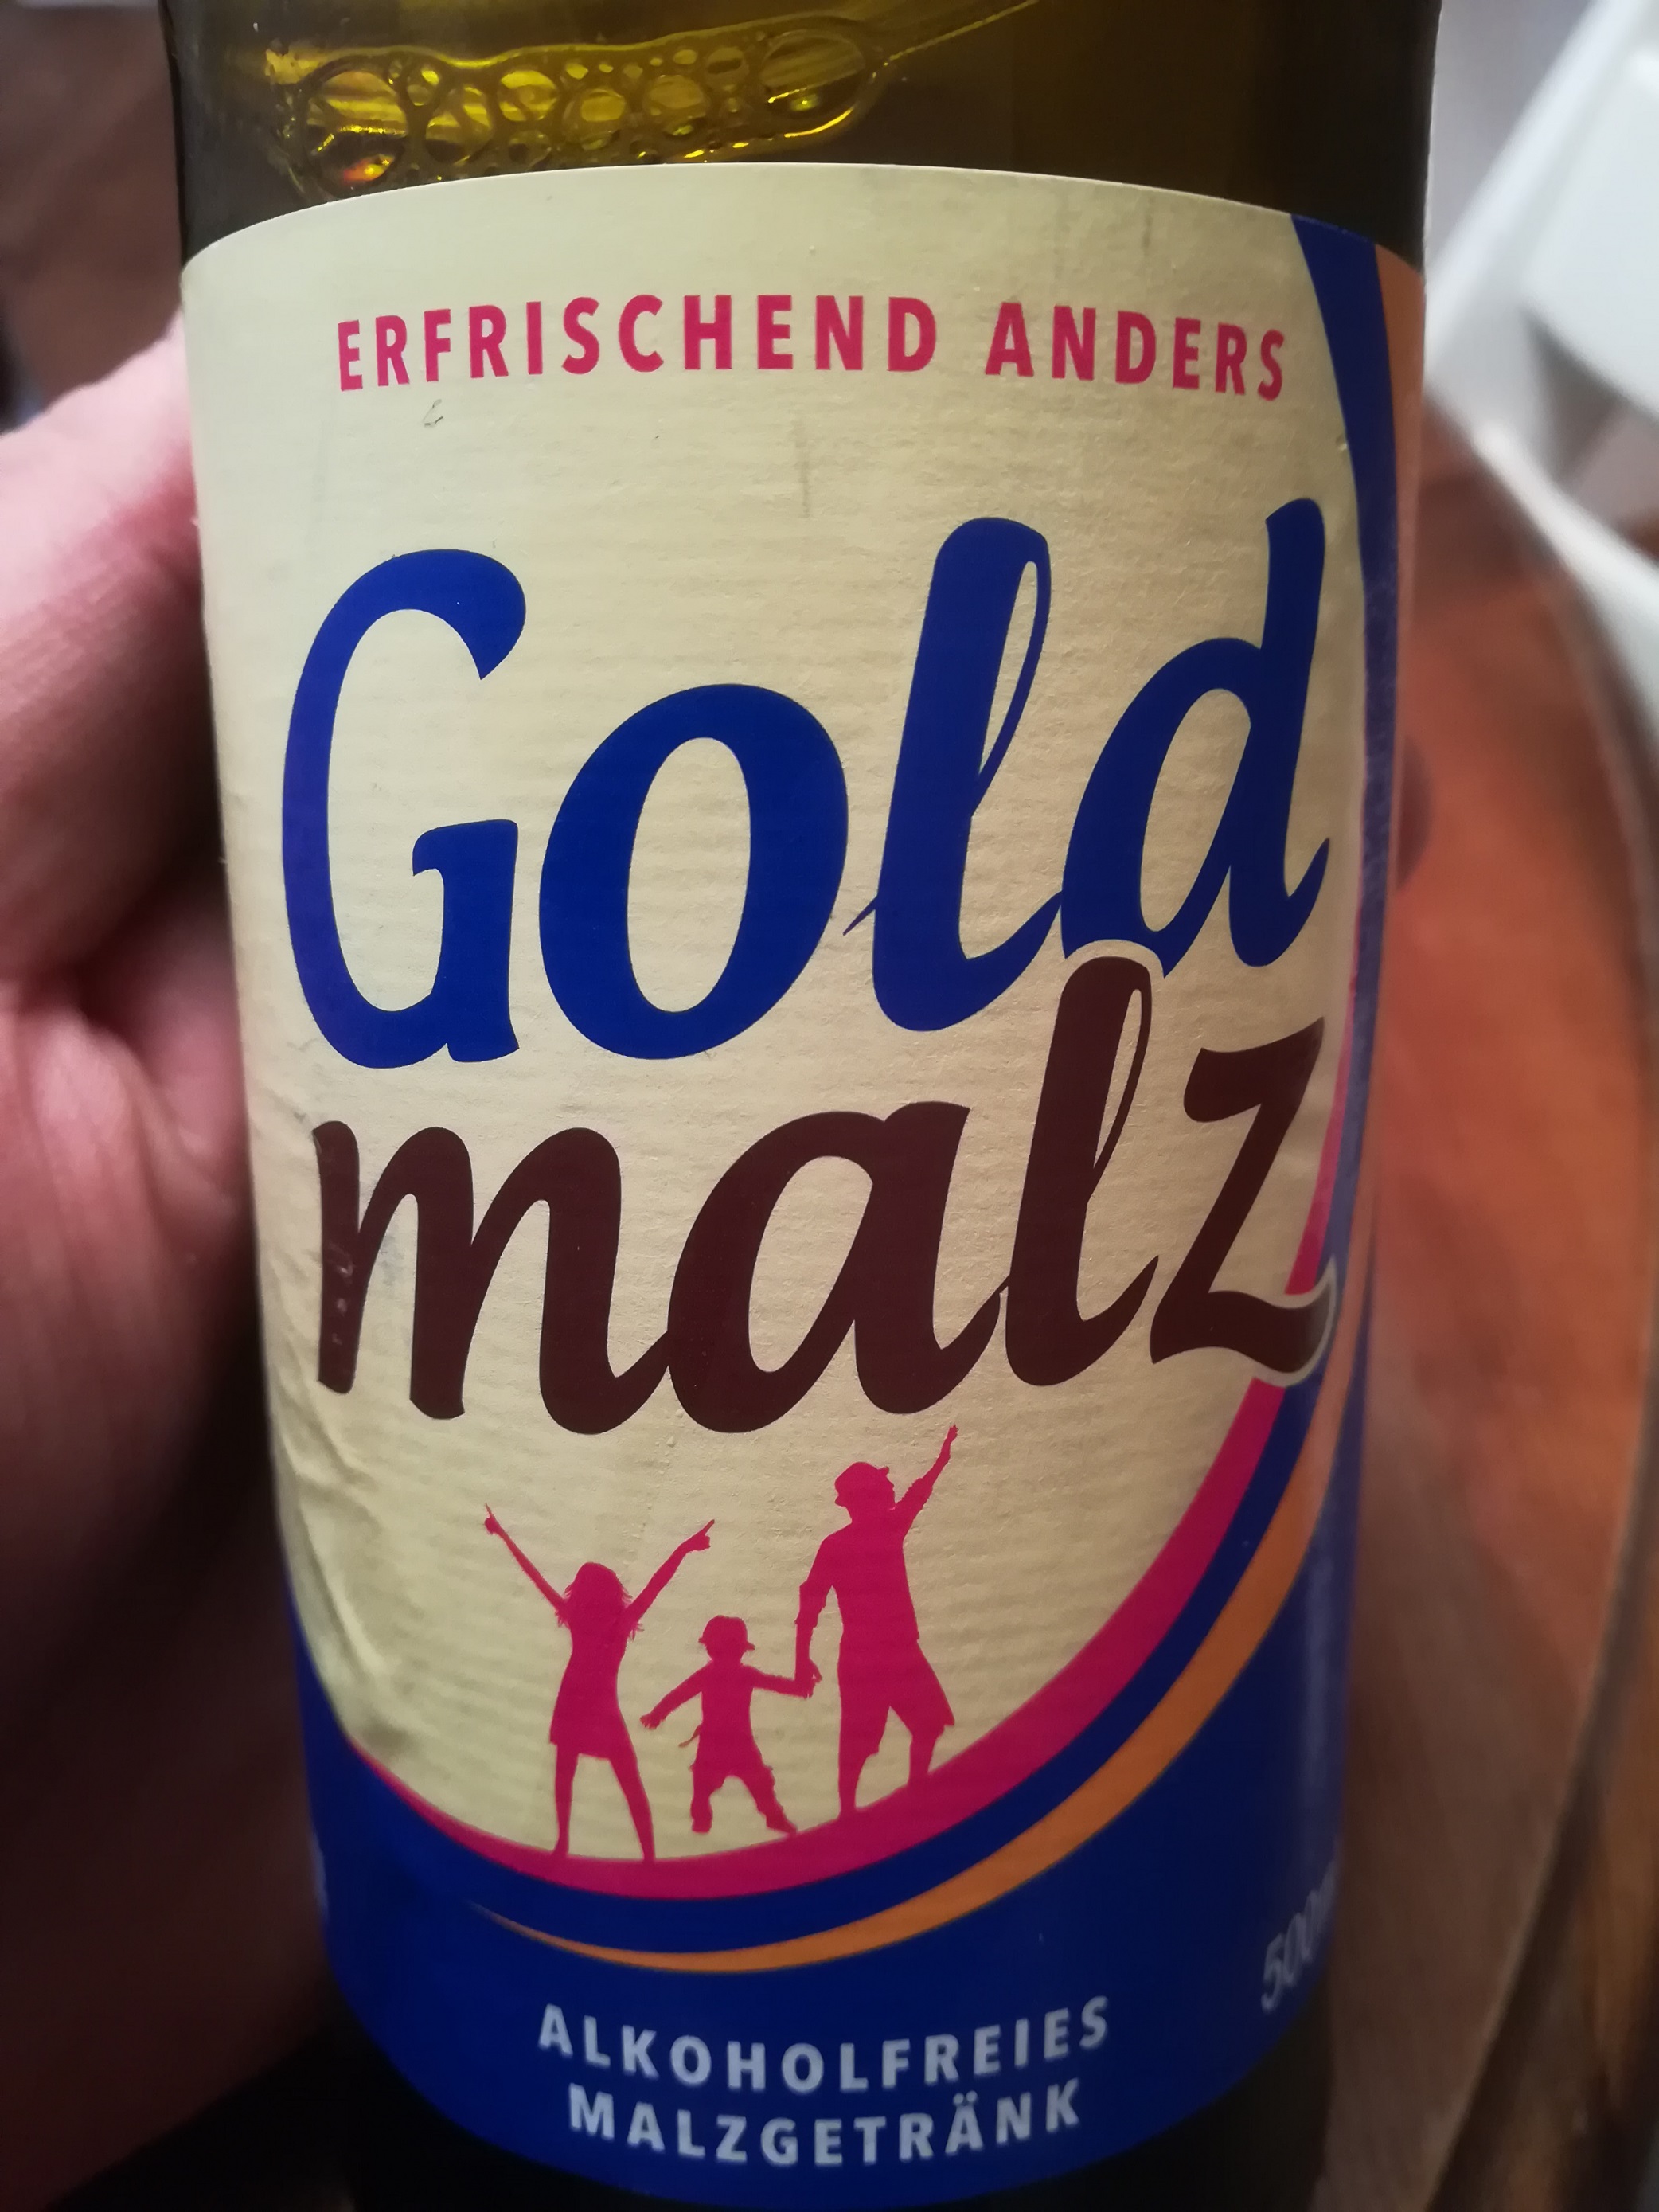 ERFRISCHEND ANDERS
Gold
malz
ALKOHOLFREIES
MALZGETRÄNK